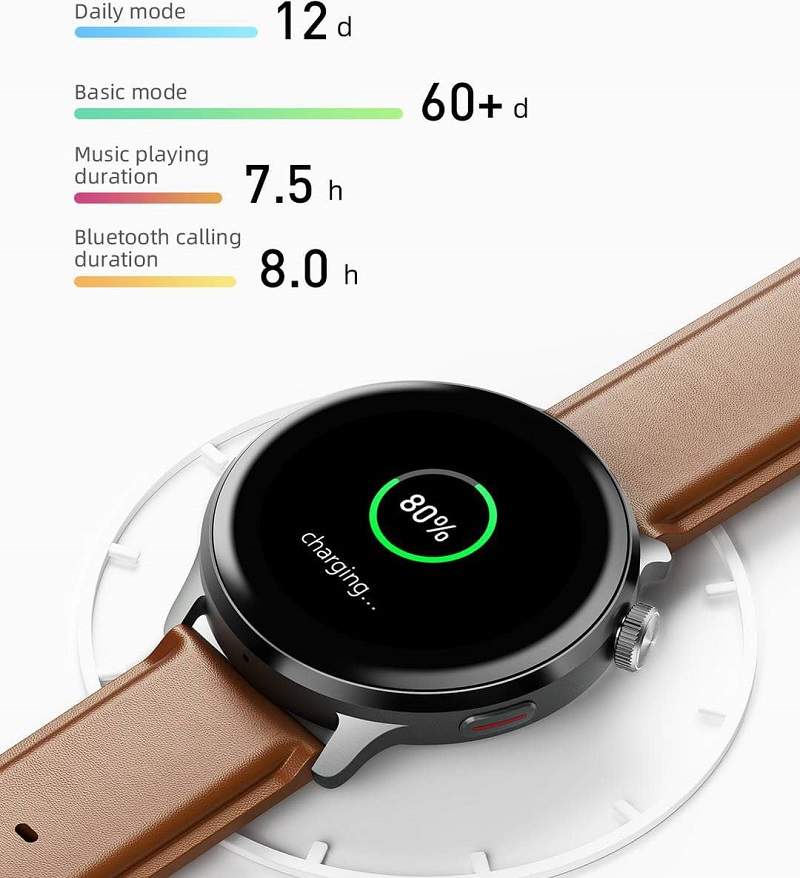 Daily mode
12 d
Basic mode
60+ d
Music playing
duration
7.5 h
Bluetooth calling
duration
8.0 h
80%
charging...